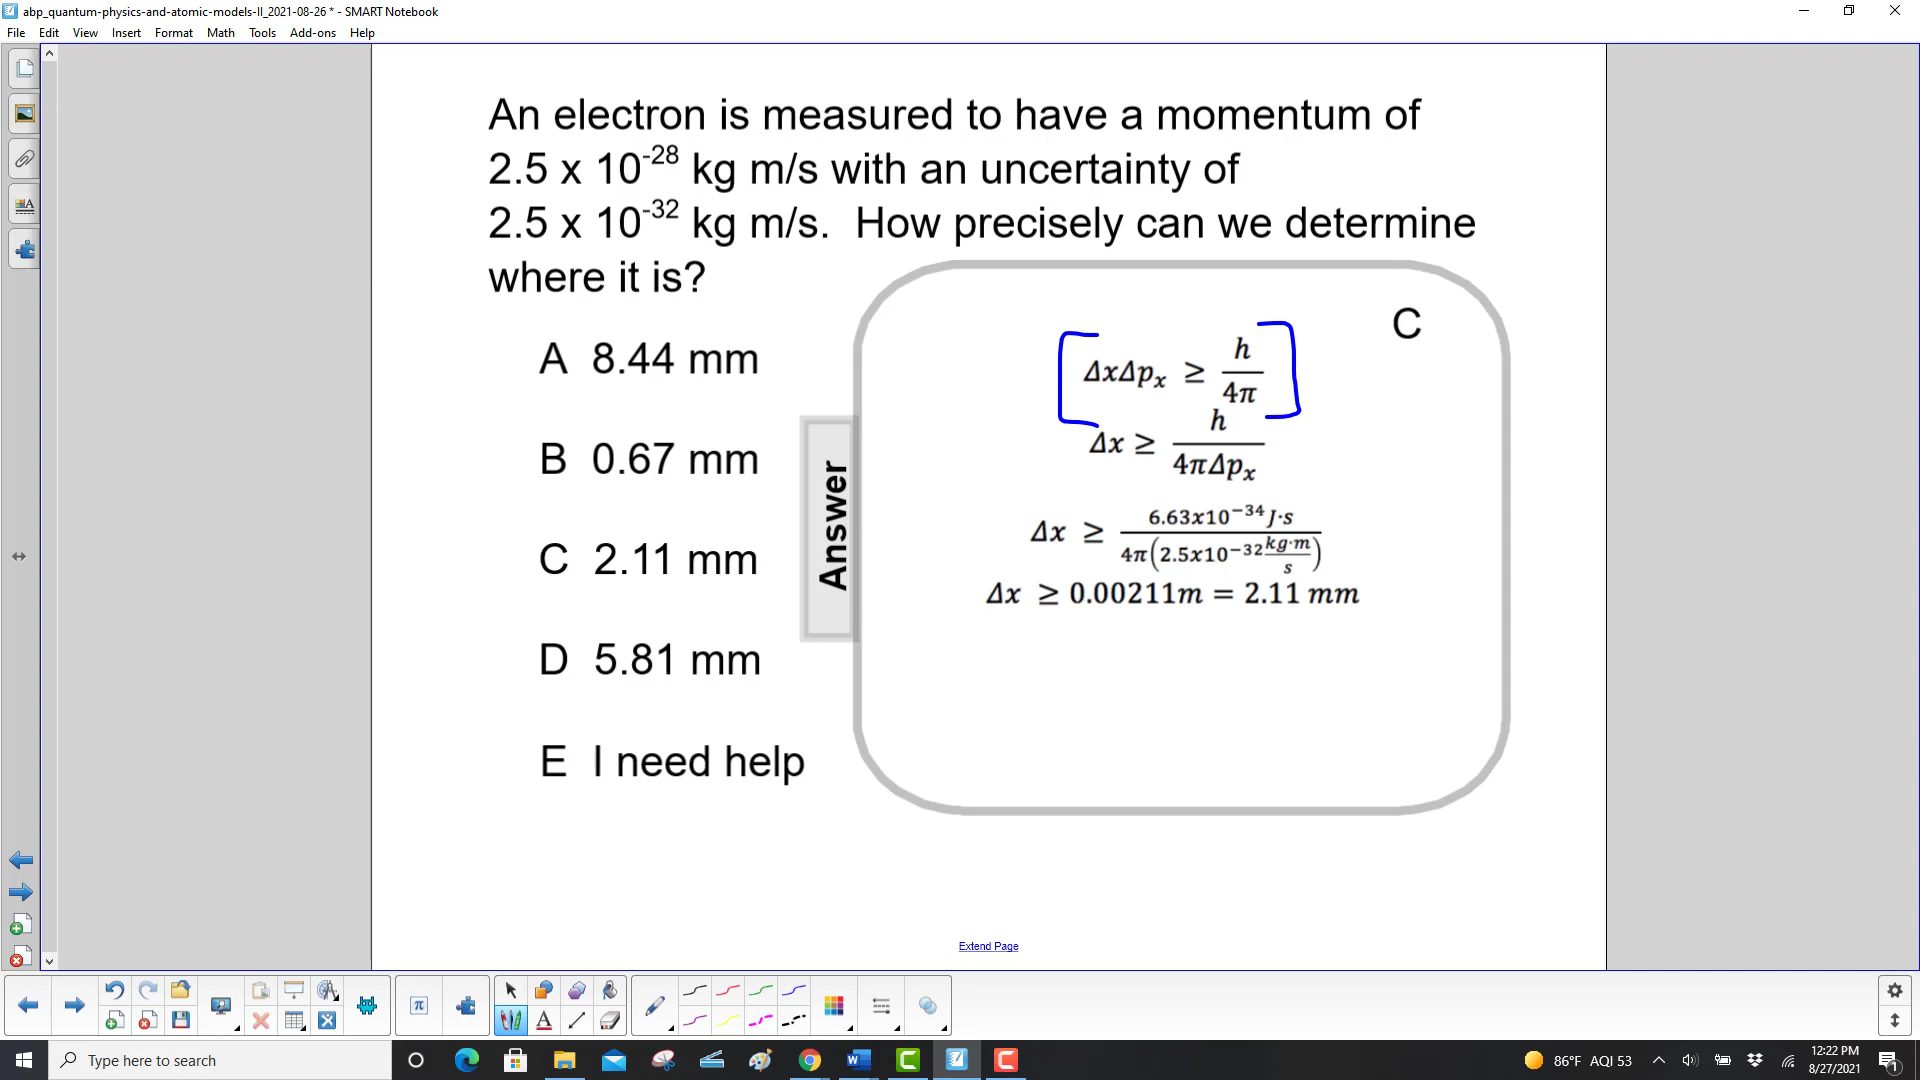 abp_quantum-physics-and-atomic-models-II_2021-08-26 * - SMART Notebook
File Edit View Insert Format Math Tools Add-ons Help
An electron is measured to have a momentum of
2.5 x 10⁻²⁸ kg m/s with an uncertainty of
2.5 x 10⁻³² kg m/s. How precisely can we determine
where it is?
A 8.44 mm
B 0.67 mm
C 2.11 mm
D 5.81 mm
E I need help
Answer
C
ΔxΔpₓ ≥ h/4π
Δx ≥ h/4πΔpₓ
Δx ≥ 6.63x10⁻³⁴J·s/4π(2.5x10⁻³² kg·m/s)
Δx ≥ 0.00211m = 2.11 mm
Extend Page
π
A
Type here to search
86°F AQI 53
12:22 PM
8/27/2021
1